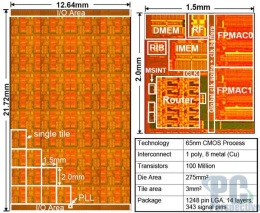 12.64mm
I/O Area
21.72mm
single tile
1.5mm
2.0mm
PLL
I/O Area
1.5mm
2.0mm
DMEM
RF
RIB
IMEM
MSINT
CLK
FPMAC0
Router
FPMAC1
Technology 65nm CMOS Process
Interconnect 1 poly, 8 metal (Cu)
Transistors 100 Million
Die Area 275mm²
Tile area 3mm²
Package 1248 pin LGA, 14 layers,
343 signal pins